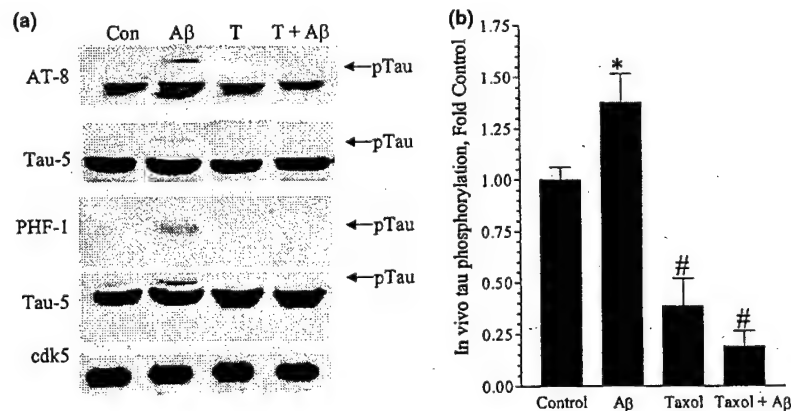 (a)
Con Aβ T T + Aβ
AT-8
←pTau
Tau-5
←pTau
PHF-1
←pTau
←pTau
Tau-5
cdk5
(b)
In vivo tau phosphorylation, Fold Control
1.75
1.50
1.25
1.00
0.75
0.50
0.25
0.00
*
#
#
Control Aβ Taxol Taxol + Aβ